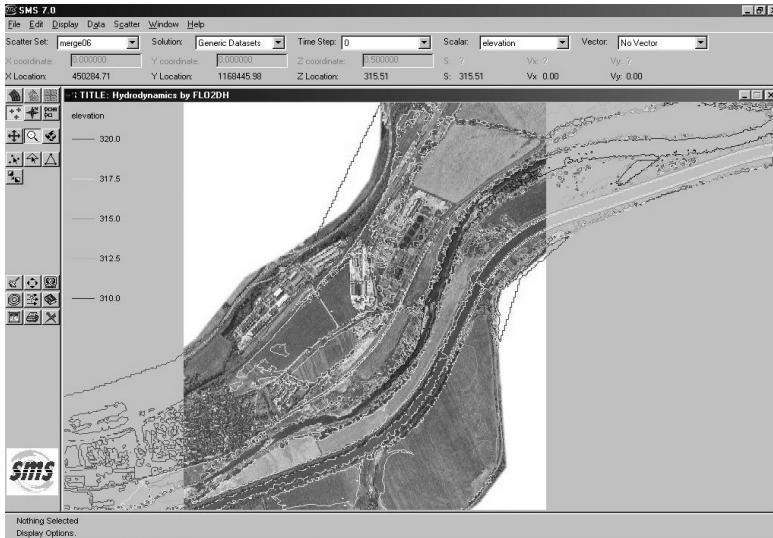 SMS 7.0
File Edit Display Data Scatter Window Help
Scatter Set: merge06 Solution: Generic Datasets Time Step: 0 Scalar: elevation Vector: No Vector
X coordinate: 0.000000 Y coordinate: 0.000000 Z coordinate: 0.500000 S: ? Vx: ? Vy: ?
X Location: 450284.71 Y Location: 1168445.98 Z Location: 315.51 S: 315.51 Vx 0.00 Vy: 0.00
TITLE: Hydrodynamics by FLO2DH
elevation
320.0
317.5
315.0
312.5
310.0
sms
Nothing Selected
Display Options.